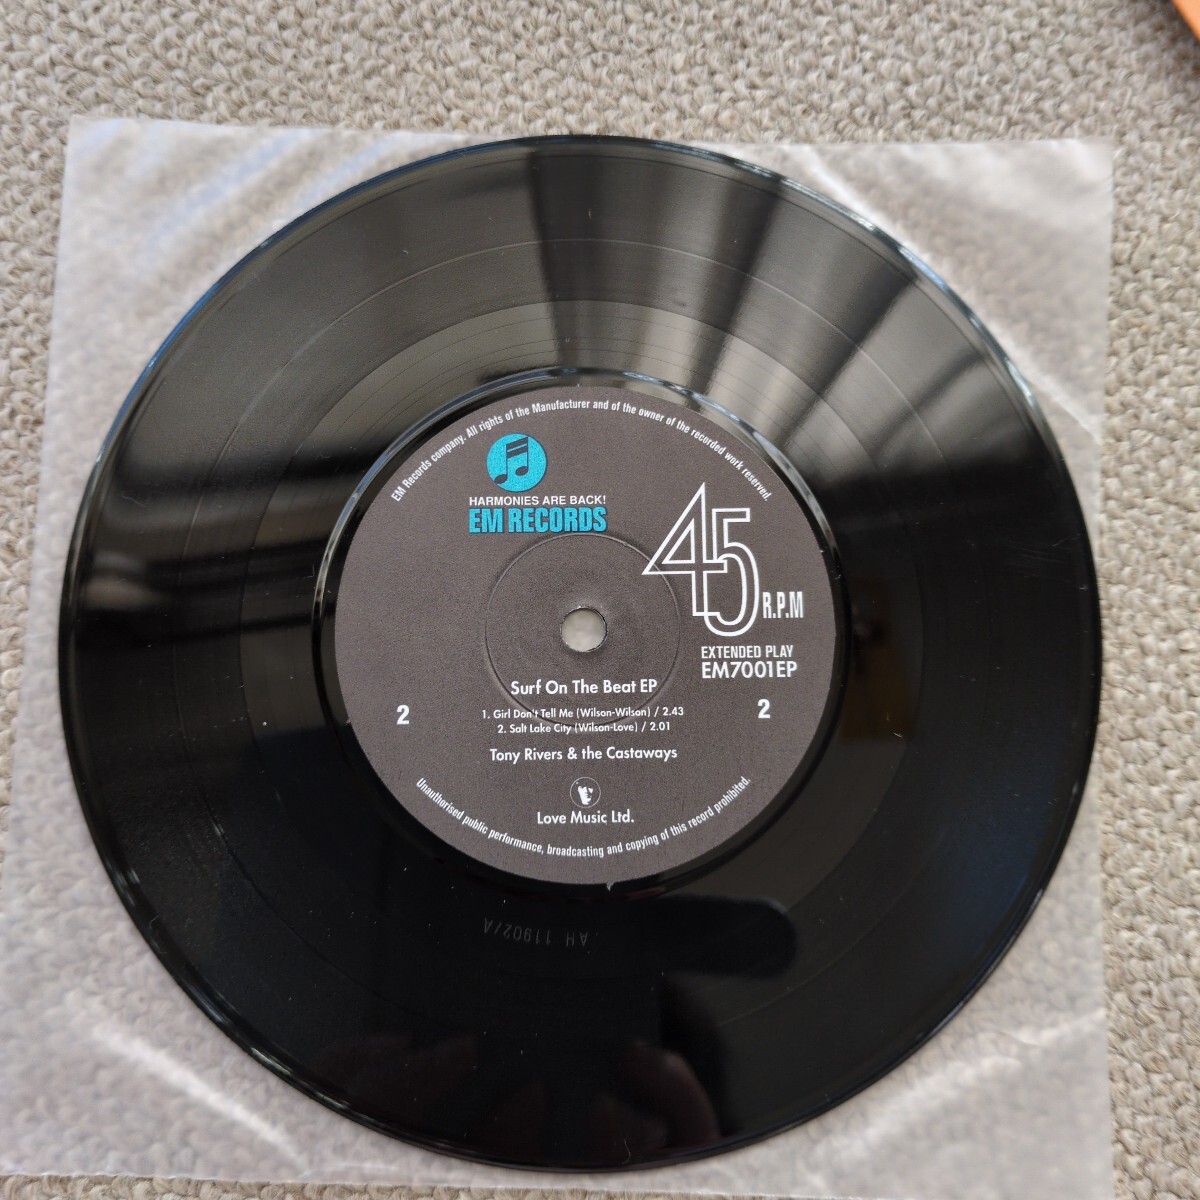 EM Records company. All rights of the Manufacturer and of the owner of the recorded work reserved.
HARMONIES ARE BACK!
EM RECORDS
45 R.P.M
EXTENDED PLAY
EM7001EP
Surf On The Beat EP
2
1. Girl Don't Tell Me (Wilson-Wilson) / 2.43
2. Salt Lake City (Wilson-Love) / 2.01
2
Tony Rivers & the Castaways
Love Music Ltd.
Unauthorised public performance, broadcasting and copying of this record prohibited.
AH 11902/A